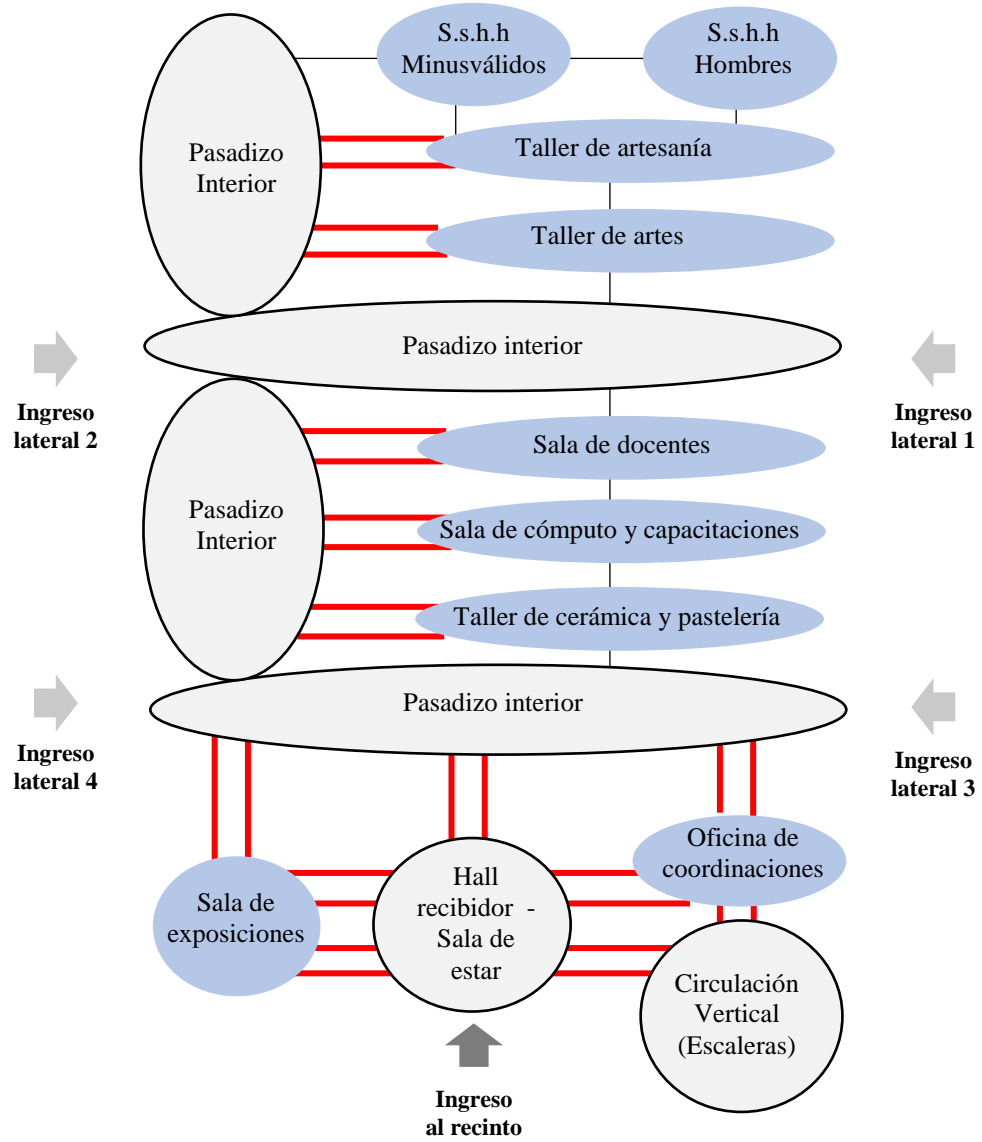 S.s.h.h
Minusválidos
S.s.h.h
Hombres
Pasadizo
Interior
Taller de artesanía
Taller de artes
Pasadizo interior
Ingreso
lateral 2
Ingreso
lateral 1
Pasadizo
Interior
Sala de docentes
Sala de cómputo y capacitaciones
Taller de cerámica y pastelería
Pasadizo interior
Ingreso
lateral 4
Ingreso
lateral 3
Sala de
exposiciones
Hall
recibidor -
Sala de
estar
Oficina de
coordinaciones
Circulación
Vertical
(Escaleras)
Ingreso
al recinto